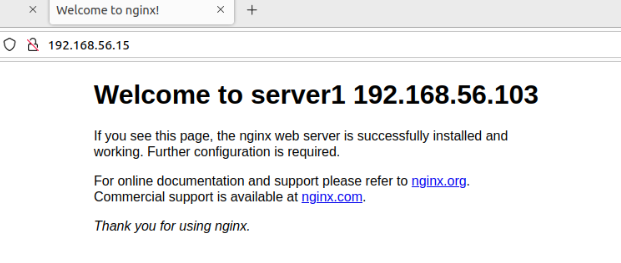 Welcome to nginx!
192.168.56.15
Welcome to server1 192.168.56.103
If you see this page, the nginx web server is successfully installed and
working. Further configuration is required.
For online documentation and support please refer to nginx.org.
Commercial support is available at nginx.com.
Thank you for using nginx.